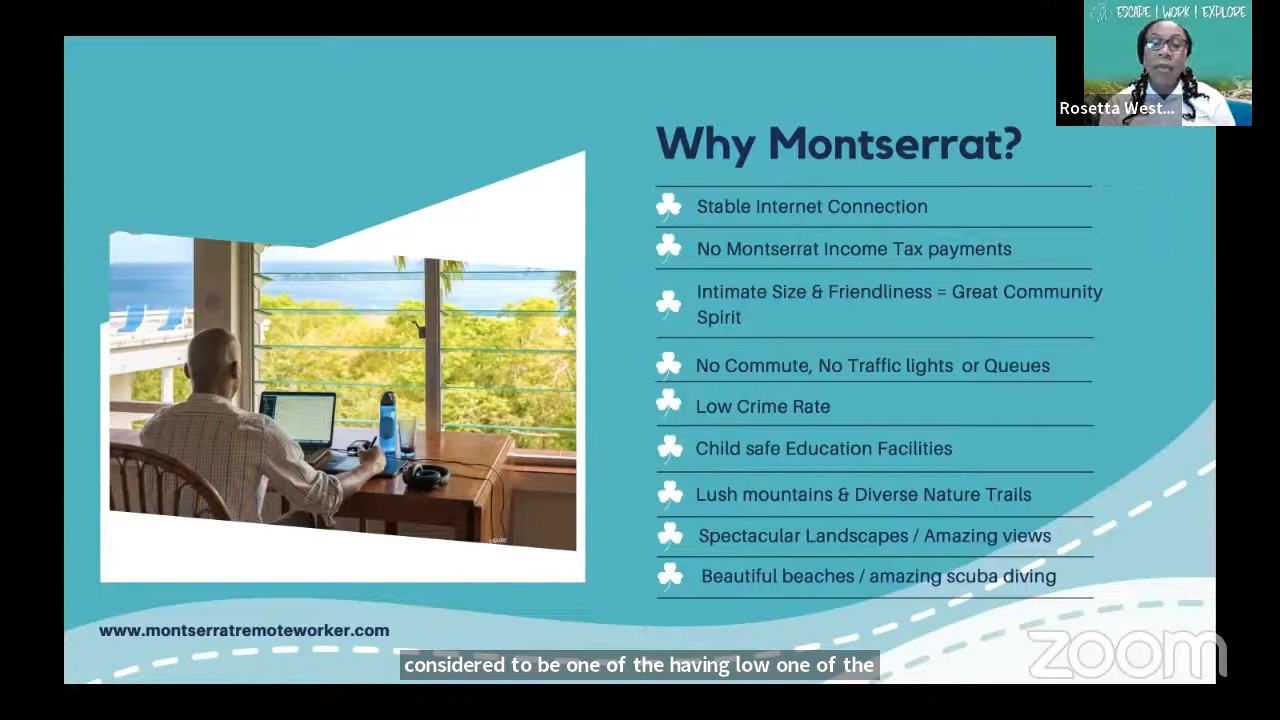 ESCAPE | WORK | EXPLORE
Rosetta West...
Why Montserrat?
Stable Internet Connection
No Montserrat Income Tax payments
Intimate Size & Friendliness = Great Community
Spirit
No Commute, No Traffic lights or Queues
Low Crime Rate
Child safe Education Facilities
Lush mountains & Diverse Nature Trails
Spectacular Landscapes / Amazing views
Beautiful beaches / amazing scuba diving
www.montserratremoteworker.com
considered to be one of the having low one of the
zoom